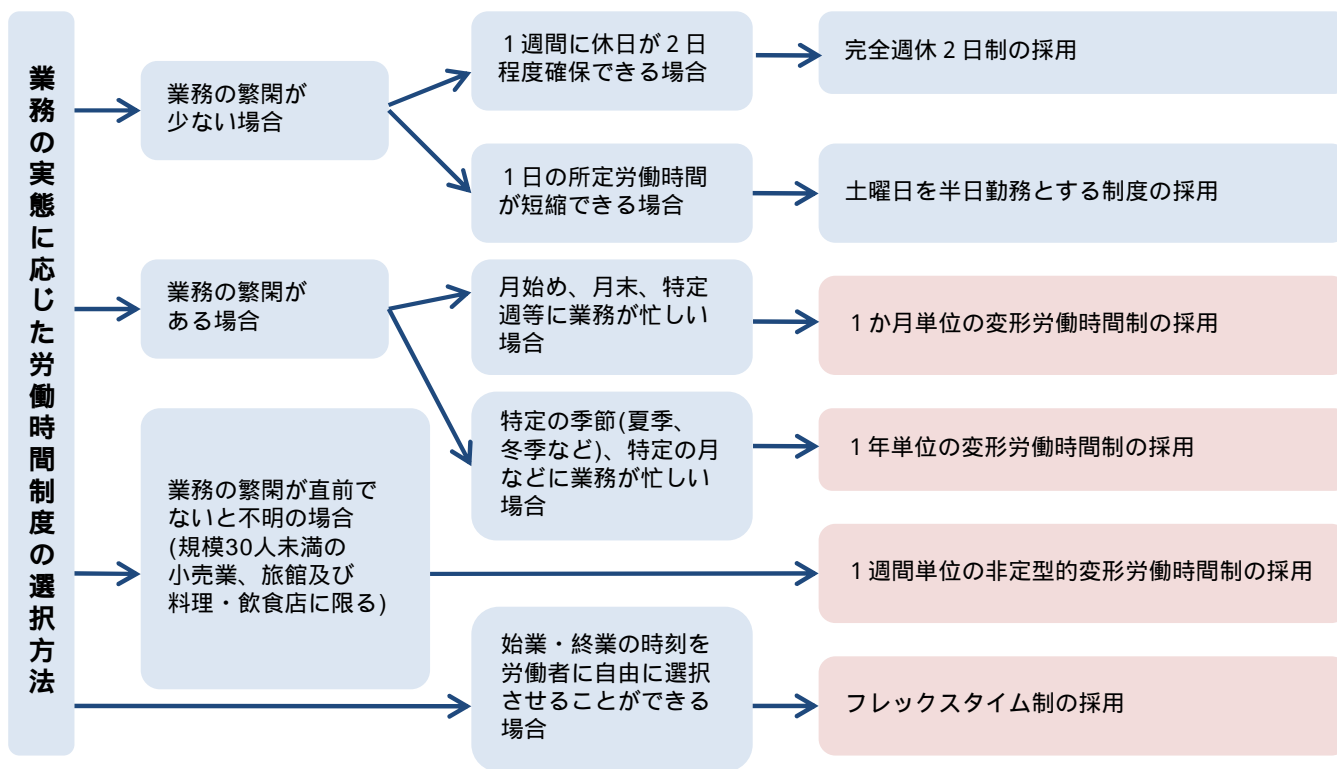 業務の実態に応じた労働時間制度の選択方法
業務の繁閑が
少ない場合
１週間に休日が２日
程度確保できる場合
完全週休２日制の採用
１日の所定労働時間
が短縮できる場合
土曜日を半日勤務とする制度の採用
業務の繁閑が
ある場合
月始め、月末、特定
週等に業務が忙しい
場合
１か月単位の変形労働時間制の採用
特定の季節(夏季、
冬季など)、特定の月
などに業務が忙しい
場合
１年単位の変形労働時間制の採用
業務の繁閑が直前で
ないと不明の場合
(規模30人未満の
小売業、旅館及び
料理・飲食店に限る)
１週間単位の非定型的変形労働時間制の採用
始業・終業の時刻を
労働者に自由に選択
させることができる
場合
フレックスタイム制の採用